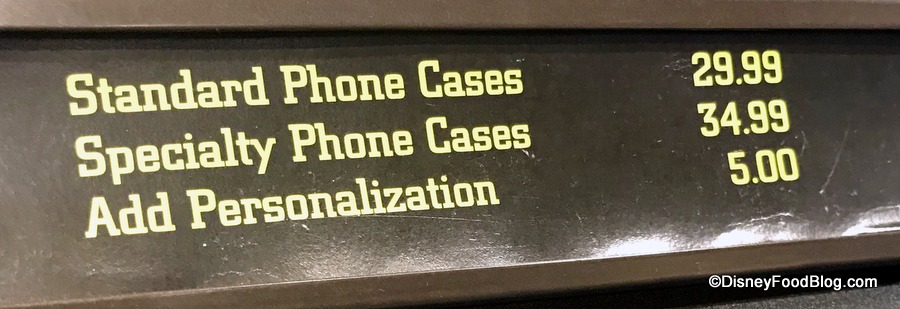 Standard Phone Cases 29.99
Specialty Phone Cases 34.99
Add Personalization 5.00
©DisneyFoodBlog.com